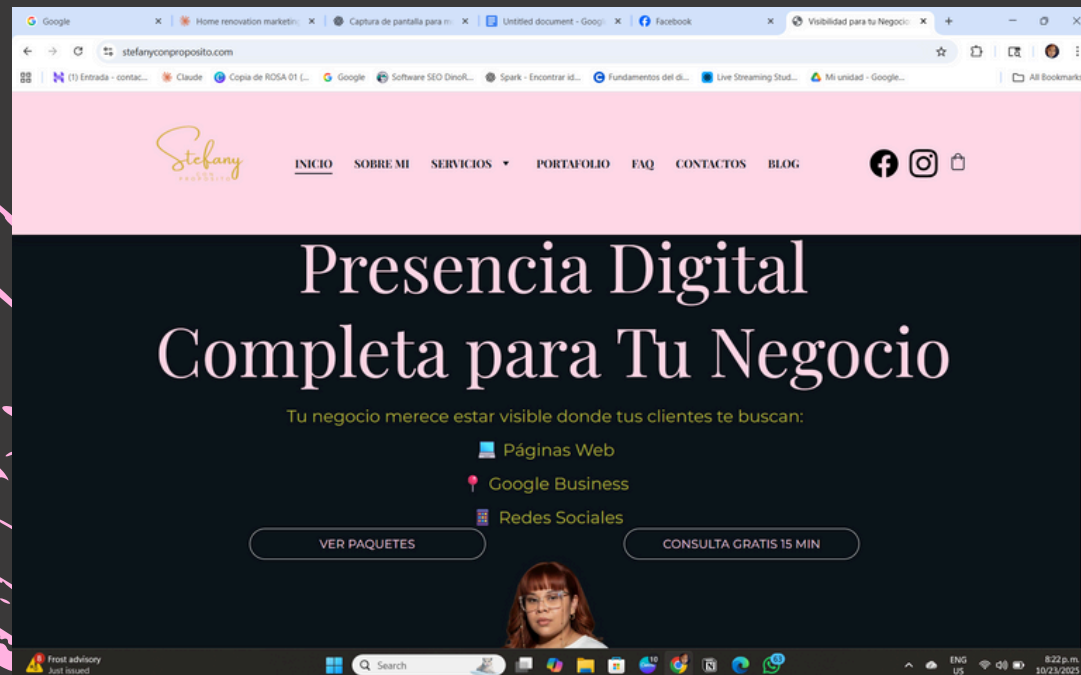 Google
Home renovation marketing
Captura de pantalla para m
Untitled document - Googl
Facebook
Visibilidad para tu Negocio
stefanyconproposito.com
(1) Entrada - contac...
Claude
Copia de ROSA 01 (...
Google
Software SEO DinoR...
Spark - Encontrar id...
Fundamentos del di...
Live Streaming Stud...
Mi unidad - Google...
All Bookmarks
Stefany
CON
PROPÓSITO
INICIO SOBRE MI SERVICIOS PORTAFOLIO FAQ CONTACTOS BLOG
Presencia Digital
Completa para Tu Negocio
Tu negocio merece estar visible donde tus clientes te buscan:
Páginas Web
Google Business
Redes Sociales
VER PAQUETES
CONSULTA GRATIS 15 MIN
Frost advisory
Just issued
Search
ENG
US
8:22 p.m.
10/23/2025